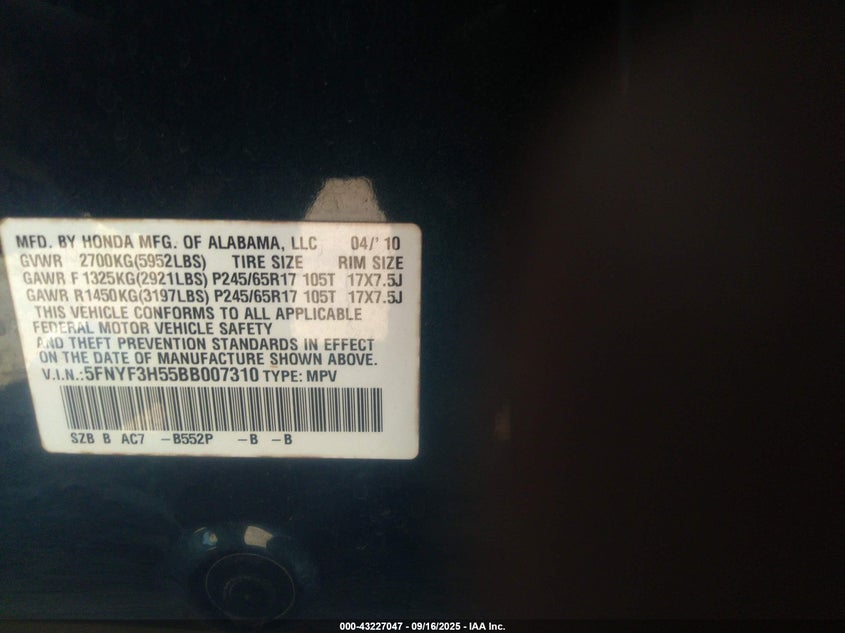 MFD. BY HONDA MFG. OF ALABAMA, LLC 04/'10
GVWR 2700KG(5952LBS) TIRE SIZE RIM SIZE
GAWR F 1325KG(2921LBS) P245/65R17 105T 17X7.5J
GAWR R1450KG(3197LBS) P245/65R17 105T 17X7.5J
THIS VEHICLE CONFORMS TO ALL APPLICABLE
FEDERAL MOTOR VEHICLE SAFETY
AND THEFT PREVENTION STANDARDS IN EFFECT
ON THE DATE OF MANUFACTURE SHOWN ABOVE.
V.I.N.:5FNYF3H55BB007310 TYPE: MPV
SZB B AC7 -B552P -B -B
000-43227047 - 09/16/2025 - IAA Inc.